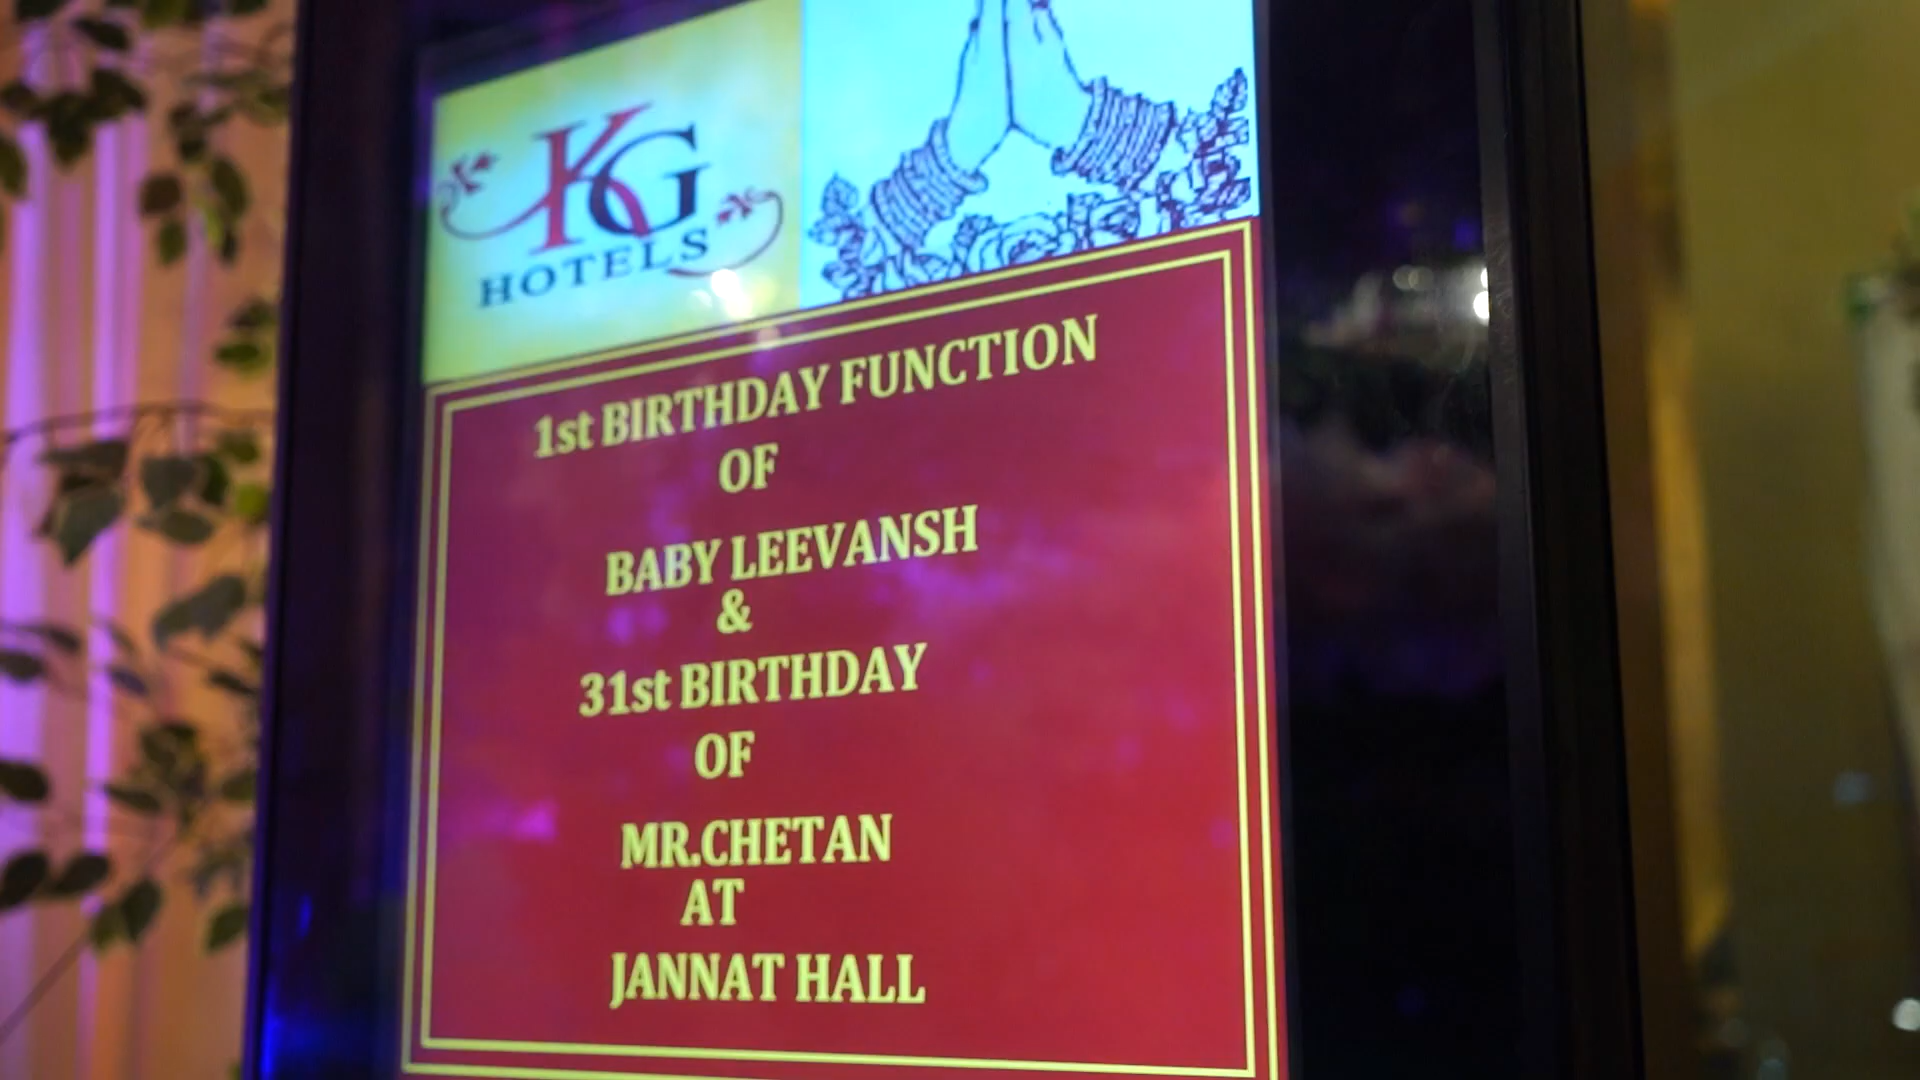 KG
HOTELS
1st BIRTHDAY FUNCTION
OF
BABY LEEVANSH
&
31st BIRTHDAY
OF
MR.CHETAN
AT
JANNAT HALL